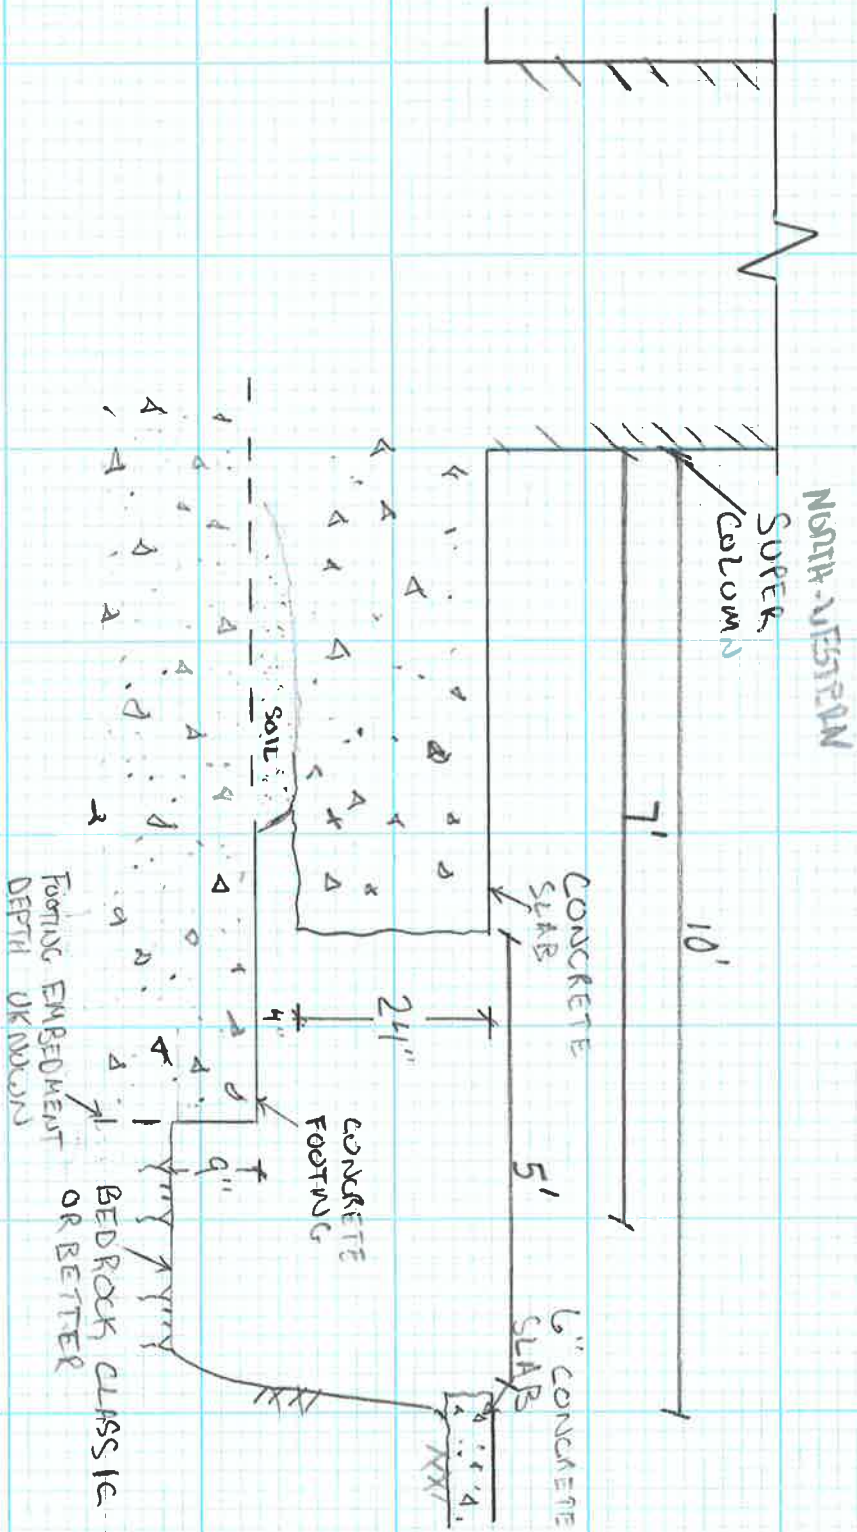 NORTH-WESTERN
SUPER
COLUMN
10'
7'
CONCRETE
SLAB
5'
6" CONCRETE
SLAB
24"
4"
SOIL
CONCRETE
FOOTING
9"
BEDROCK CLASS 1C
OR BETTER
FOOTING EMBEDMENT
DEPTH UKNOWN